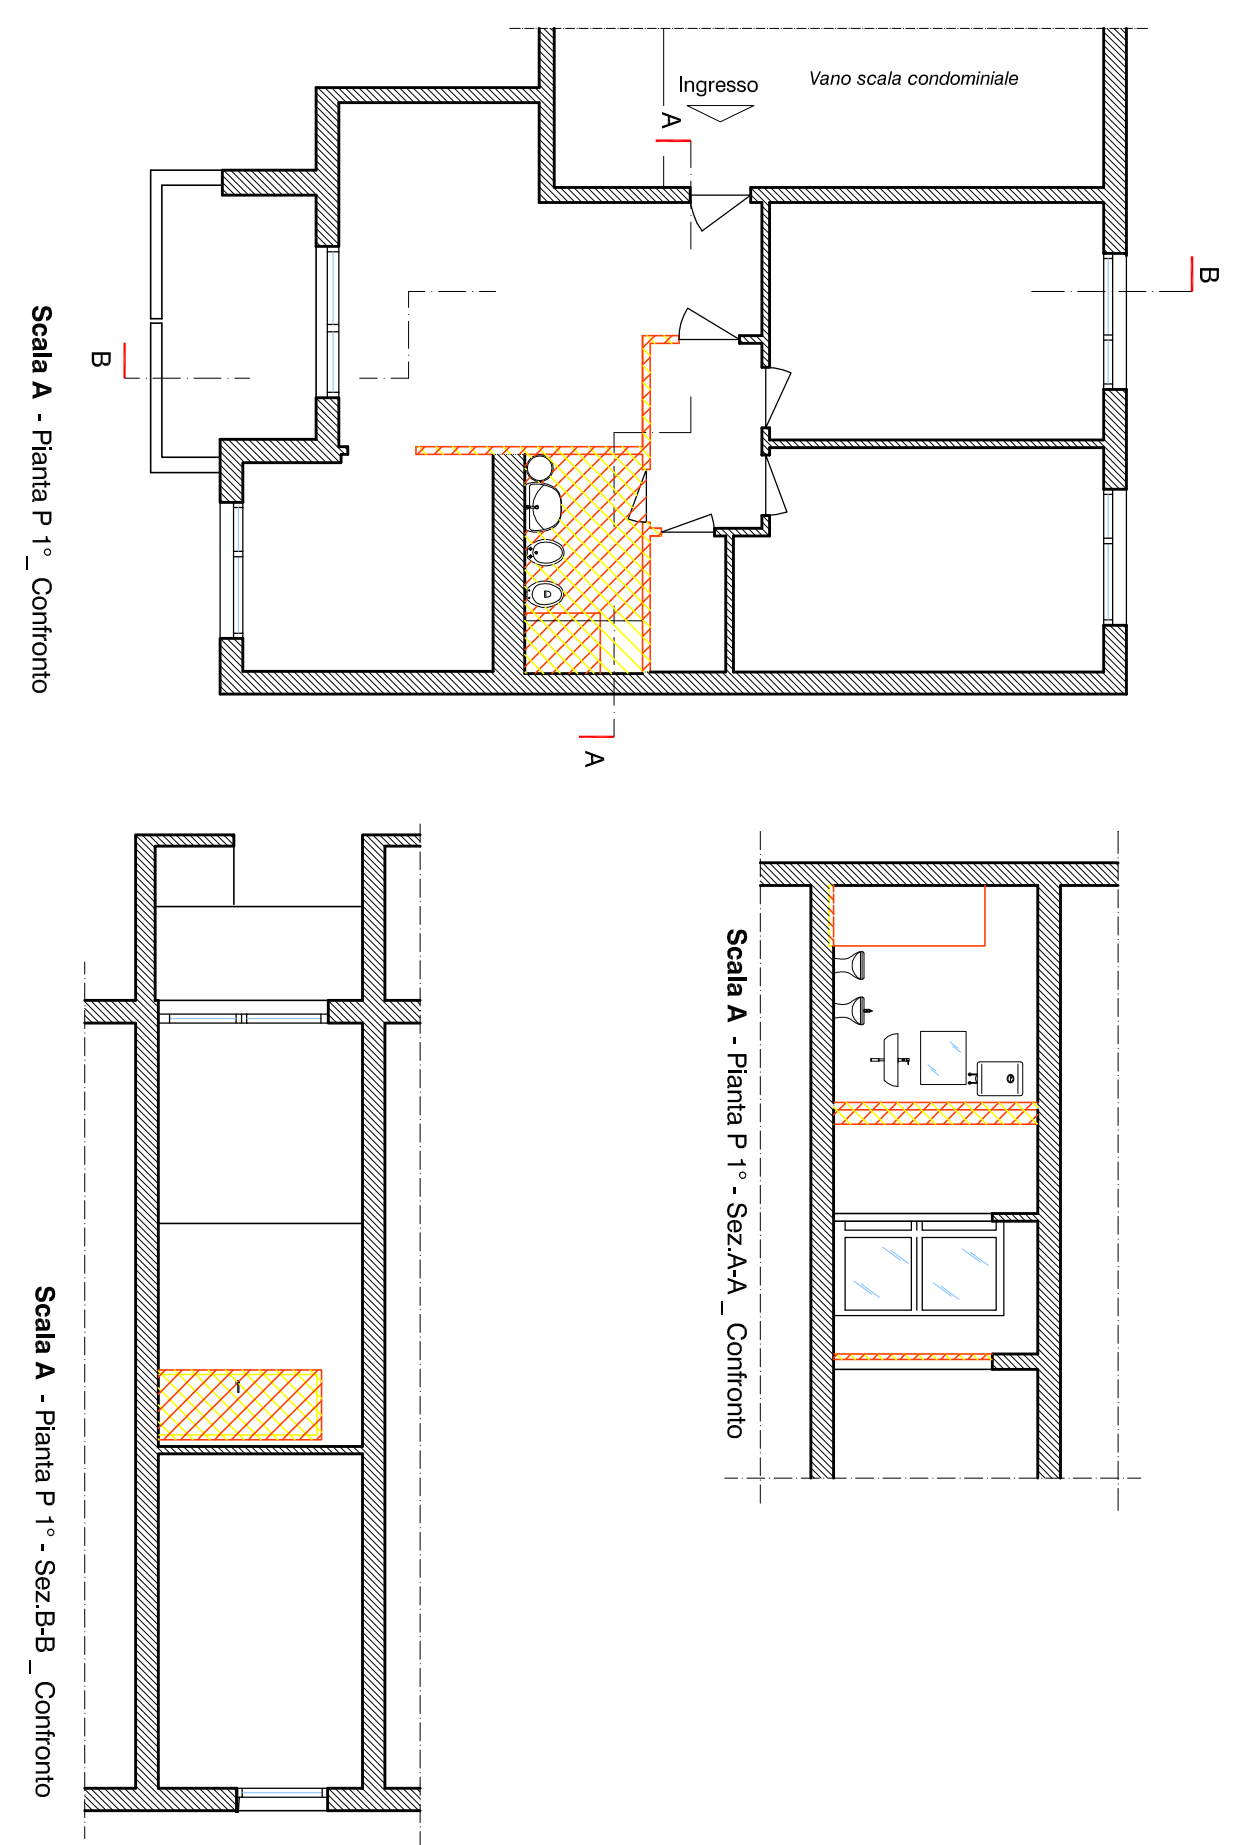 Vano scala condominiale
Ingresso
A
B
B
A
Scala A - Pianta P 1°_ Confronto
Scala A - Pianta P 1° - Sez.A-A _ Confronto
Scala A - Pianta P 1° - Sez.B-B _ Confronto